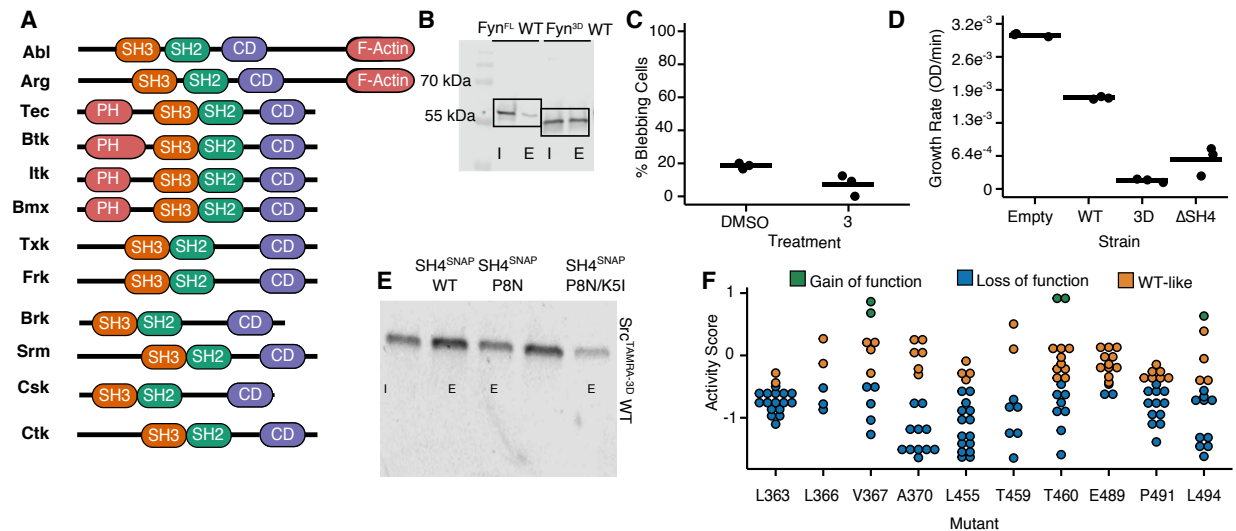 A
Abl SH3 SH2 CD F-Actin
Arg SH3 SH2 CD F-Actin
Tec PH SH3 SH2 CD
Btk PH SH3 SH2 CD
Itk PH SH3 SH2 CD
Bmx PH SH3 SH2 CD
Txk SH3 SH2 CD
Frk SH3 SH2 CD
Brk SH3 SH2 CD
Srm SH3 SH2 CD
Csk SH3 SH2 CD
Ctk SH3 SH2 CD
B
Fyn^FL WT Fyn^3D WT
70 kDa
55 kDa
I E I E
C
% Blebbing Cells
100
80
60
40
20
0
DMSO 3
Treatment
D
Growth Rate (OD/min)
3.2e^-3
2.6e^-3
1.9e^-3
1.3e^-3
6.4e^-4
0
Empty WT 3D ΔSH4
Strain
E
SH4^SNAP SH4^SNAP SH4^SNAP
WT P8N P8N/K5I
I E E E
Src^TAMRA-3D WT
F
Gain of function Loss of function WT-like
Activity Score
1
0
-1
L363 L366 V367 A370 L455 T459 T460 E489 P491 L494
Mutant